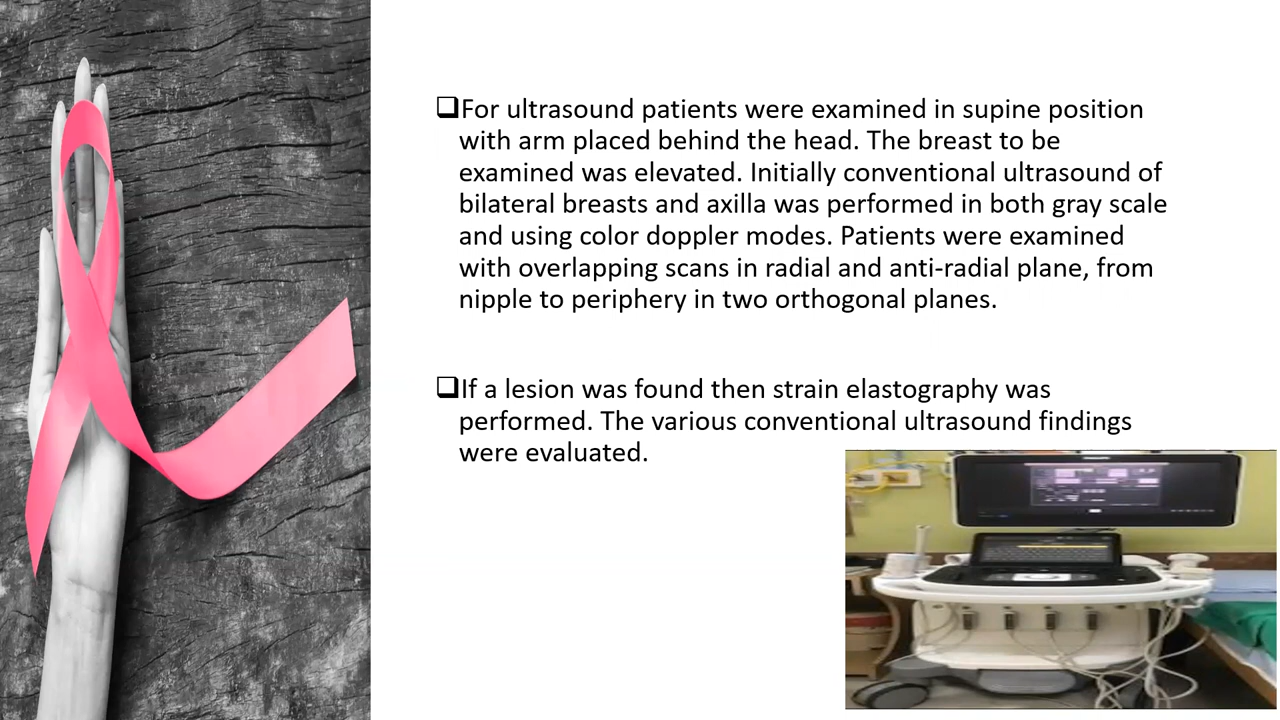 ❑For ultrasound patients were examined in supine position
with arm placed behind the head. The breast to be
examined was elevated. Initially conventional ultrasound of
bilateral breasts and axilla was performed in both gray scale
and using color doppler modes. Patients were examined
with overlapping scans in radial and anti-radial plane, from
nipple to periphery in two orthogonal planes.
❑If a lesion was found then strain elastography was
performed. The various conventional ultrasound findings
were evaluated.